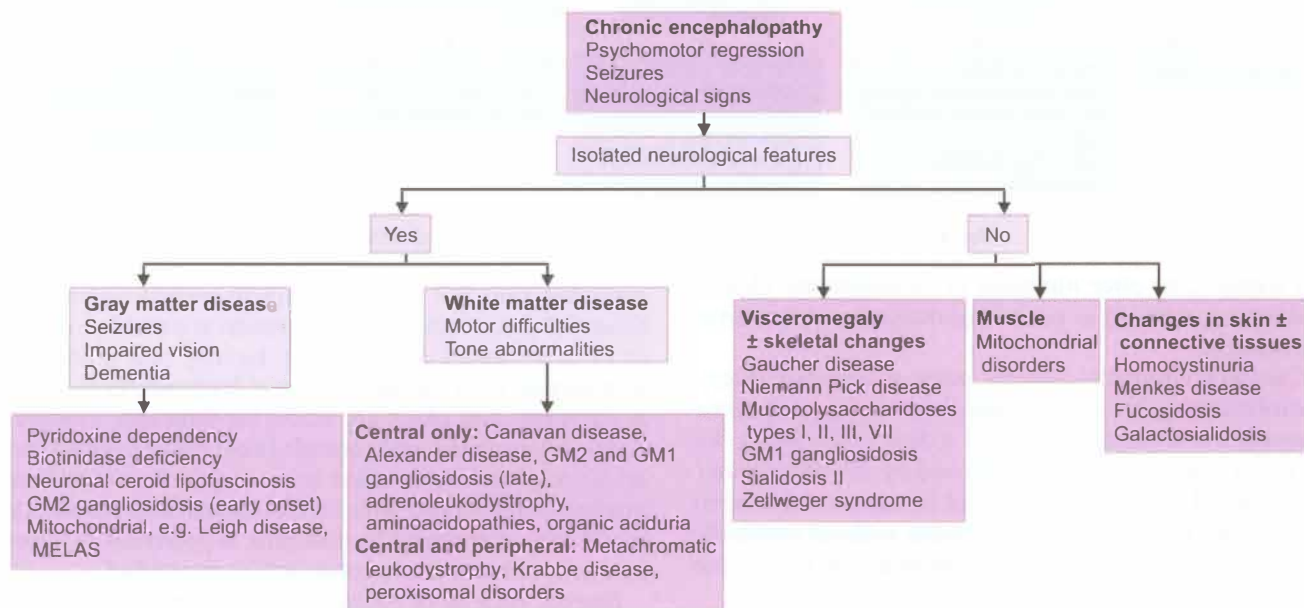 Chronic encephalopathy
Psychomotor regression
Seizures
Neurological signs
Isolated neurological features
Yes
No
Gray matter disease
Seizures
Impaired vision
Dementia
White matter disease
Motor difficulties
Tone abnormalities
Visceromegaly
± skeletal changes
Gaucher disease
Niemann Pick disease
Mucopolysaccharidoses
types I, II, III, VII
GM1 gangliosidosis
Sialidosis II
Zellweger syndrome
Muscle
Mitochondrial
disorders
Changes in skin ±
connective tissues
Homocystinuria
Menkes disease
Fucosidosis
Galactosialidosis
Pyridoxine dependency
Biotinidase deficiency
Neuronal ceroid lipofuscinosis
GM2 gangliosidosis (early onset)
Mitochondrial, e.g. Leigh disease,
MELAS
Central only: Canavan disease,
Alexander disease, GM2 and GM1
gangliosidosis (late),
adrenoleukodystrophy,
aminoacidopathies, organic aciduria
Central and peripheral: Metachromatic
leukodystrophy, Krabbe disease,
peroxisomal disorders